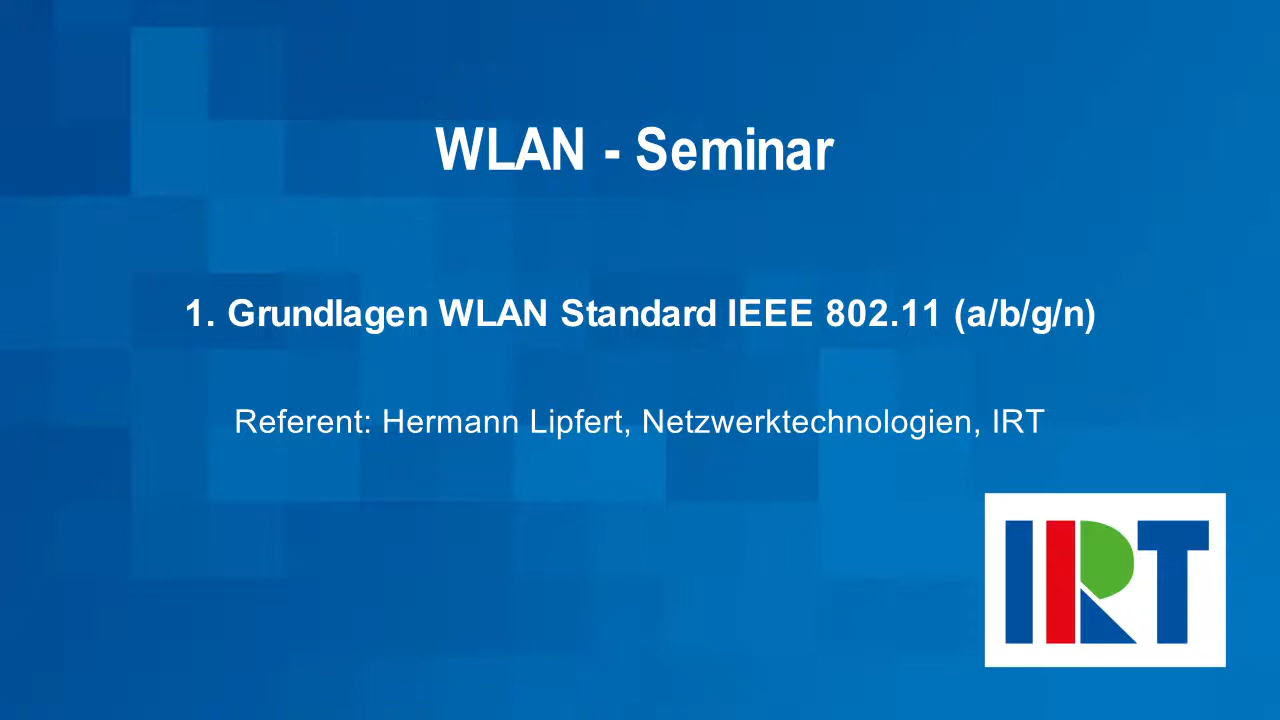 WLAN - Seminar
1. Grundlagen WLAN Standard IEEE 802.11 (a/b/g/n)
Referent: Hermann Lipfert, Netzwerktechnologien, IRT
IRT